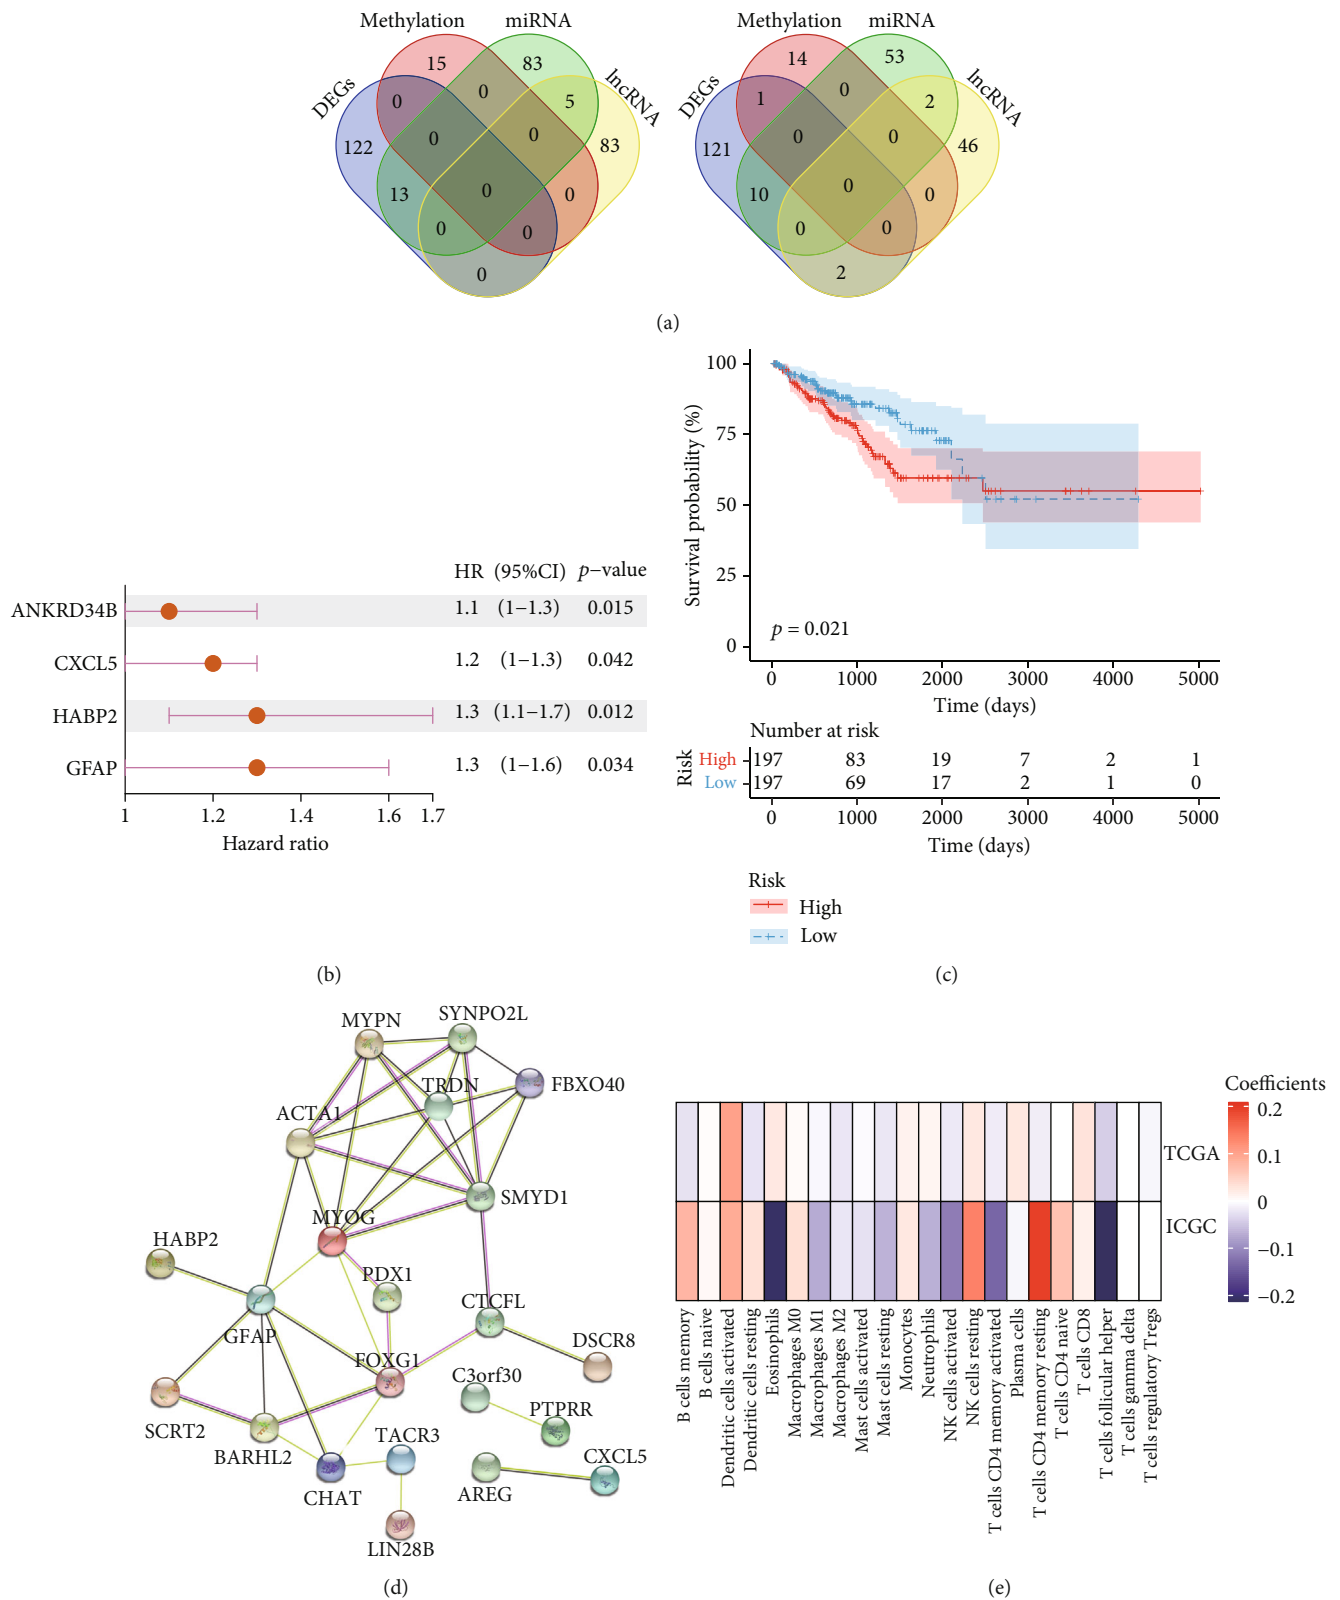 Methylation miRNA
DEGs lncRNA
15 83
0 0 5
122 0 0 83
13 0 0
0 0
0
Methylation miRNA
DEGs lncRNA
14 53
1 0 2
121 0 0 46
10 0 0
0 0
2
(a)
HR (95%CI) p−value
ANKRD34B 1.1 (1−1.3) 0.015
CXCL5 1.2 (1−1.3) 0.042
HABP2 1.3 (1.1−1.7) 0.012
GFAP 1.3 (1−1.6) 0.034
1 1.2 1.4 1.6 1.7
Hazard ratio
(b)
Survival probability (%)
100
75
50
25
0
p = 0.021
0 1000 2000 3000 4000 5000
Time (days)
Number at risk
Risk
High 197 83 19 7 2 1
Low 197 69 17 2 1 0
0 1000 2000 3000 4000 5000
Time (days)
Risk
High
Low
(c)
MYPN
SYNPO2L
TRDN
FBXO40
ACTA1
SMYD1
MYOG
HABP2
PDX1
CTCFL
GFAP
DSCR8
FOXG1
C3orf30
SCRT2
PTPRR
BARHL2
TACR3
CXCL5
CHAT
AREG
LIN28B
(d)
Coefficients
0.2
0.1
0
−0.1
−0.2
TCGA
ICGC
B cells memory
B cells naive
Dendritic cells activated
Dendritic cells resting
Eosinophils
Macrophages M0
Macrophages M1
Macrophages M2
Mast cells activated
Mast cells resting
Monocytes
Neutrophils
NK cells activated
NK cells resting
T cells CD4 memory activated
Plasma cells
T cells CD4 memory resting
T cells CD4 naive
T cells CD8
T cells follicular helper
T cells gamma delta
T cells regulatory Tregs
(e)